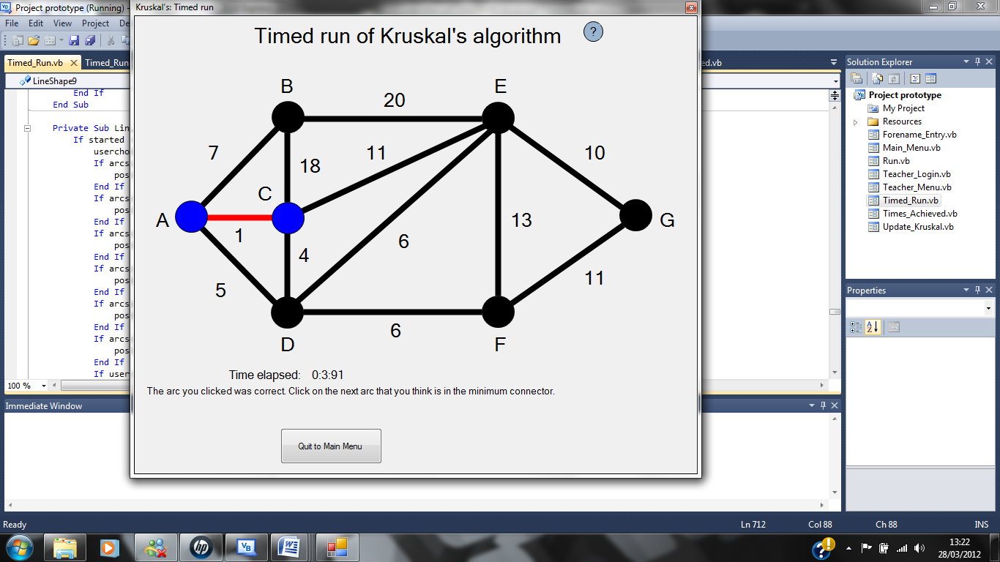 Project prototype (Running) -
Kruskal's: Timed run
File Edit View Project De
Timed_Run.vb
Timed_Run
ed.vb
LineShape9
End If
End Sub
Private Sub Lin
If started
usercho
If arcs
pos
End If
If arcs
pos
End If
If arcs
pos
End If
If arcs
pos
End If
If arcs
pos
End If
If arcs
pos
End If
If user
100 %
Timed run of Kruskal's algorithm
?
B
E
20
7
11
10
18
C
A
G
13
1
6
4
11
5
6
D
F
Time elapsed: 0:3:91
The arc you clicked was correct. Click on the next arc that you think is in the minimum connector.
Quit to Main Menu
Immediate Window
Solution Explorer
Project prototype
My Project
Resources
Forename_Entry.vb
Main_Menu.vb
Run.vb
Teacher_Login.vb
Teacher_Menu.vb
Timed_Run.vb
Times_Achieved.vb
Update_Kruskal.vb
Properties
Ready
Ln 712
Col 88
Ch 88
INS
13:22
28/03/2012